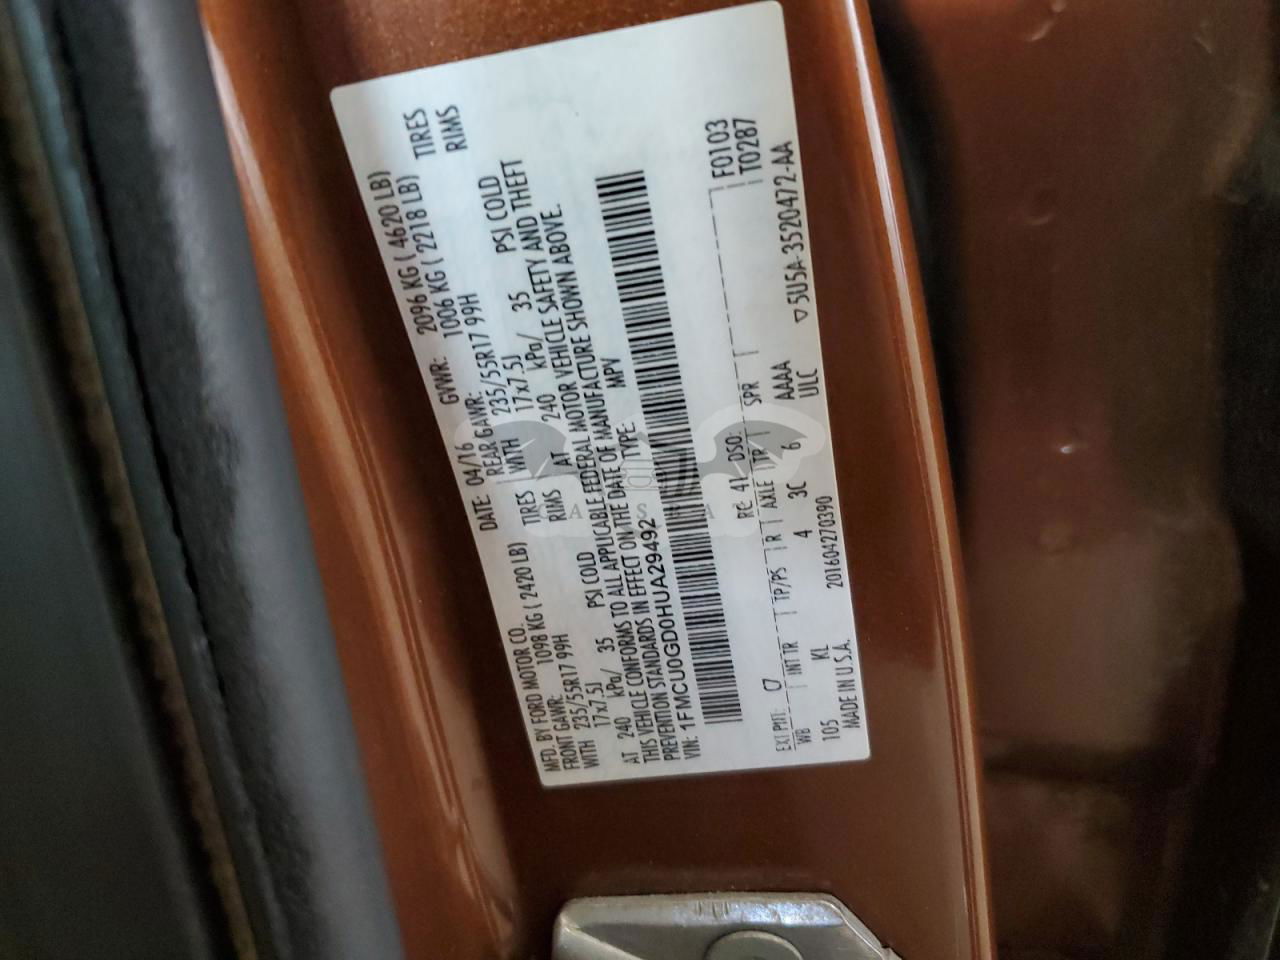 MFD. BY FORD MOTOR CO.
DATE: 04/16 GVWR: 2096 KG ( 4620 LB)
FRONT GAWR: 1098 KG ( 2420 LB) REAR GAWR: 1006 KG ( 2218 LB)
WITH 235/55R17 99H TIRES WITH 235/55R17 99H TIRES
17x7.5J RIMS 17x7.5J RIMS
AT 240 kPa/ 35 PSI COLD AT 240 kPa/ 35 PSI COLD
THIS VEHICLE CONFORMS TO ALL APPLICABLE FEDERAL MOTOR VEHICLE SAFETY AND THEFT
PREVENTION STANDARDS IN EFFECT ON THE DATE OF MANUFACTURE SHOWN ABOVE.
VIN: 1FMCU0GD0HUA29492 TYPE: MPV
F0103
T0287
EXT PNT: RC: 41 DSO:
WB INT TR TP/PS R AXLE TR SPR
105 KL 4 3C 6 AAAA
ULC
MADE IN U.S.A. 201604270390 5U5A-3520472-AA